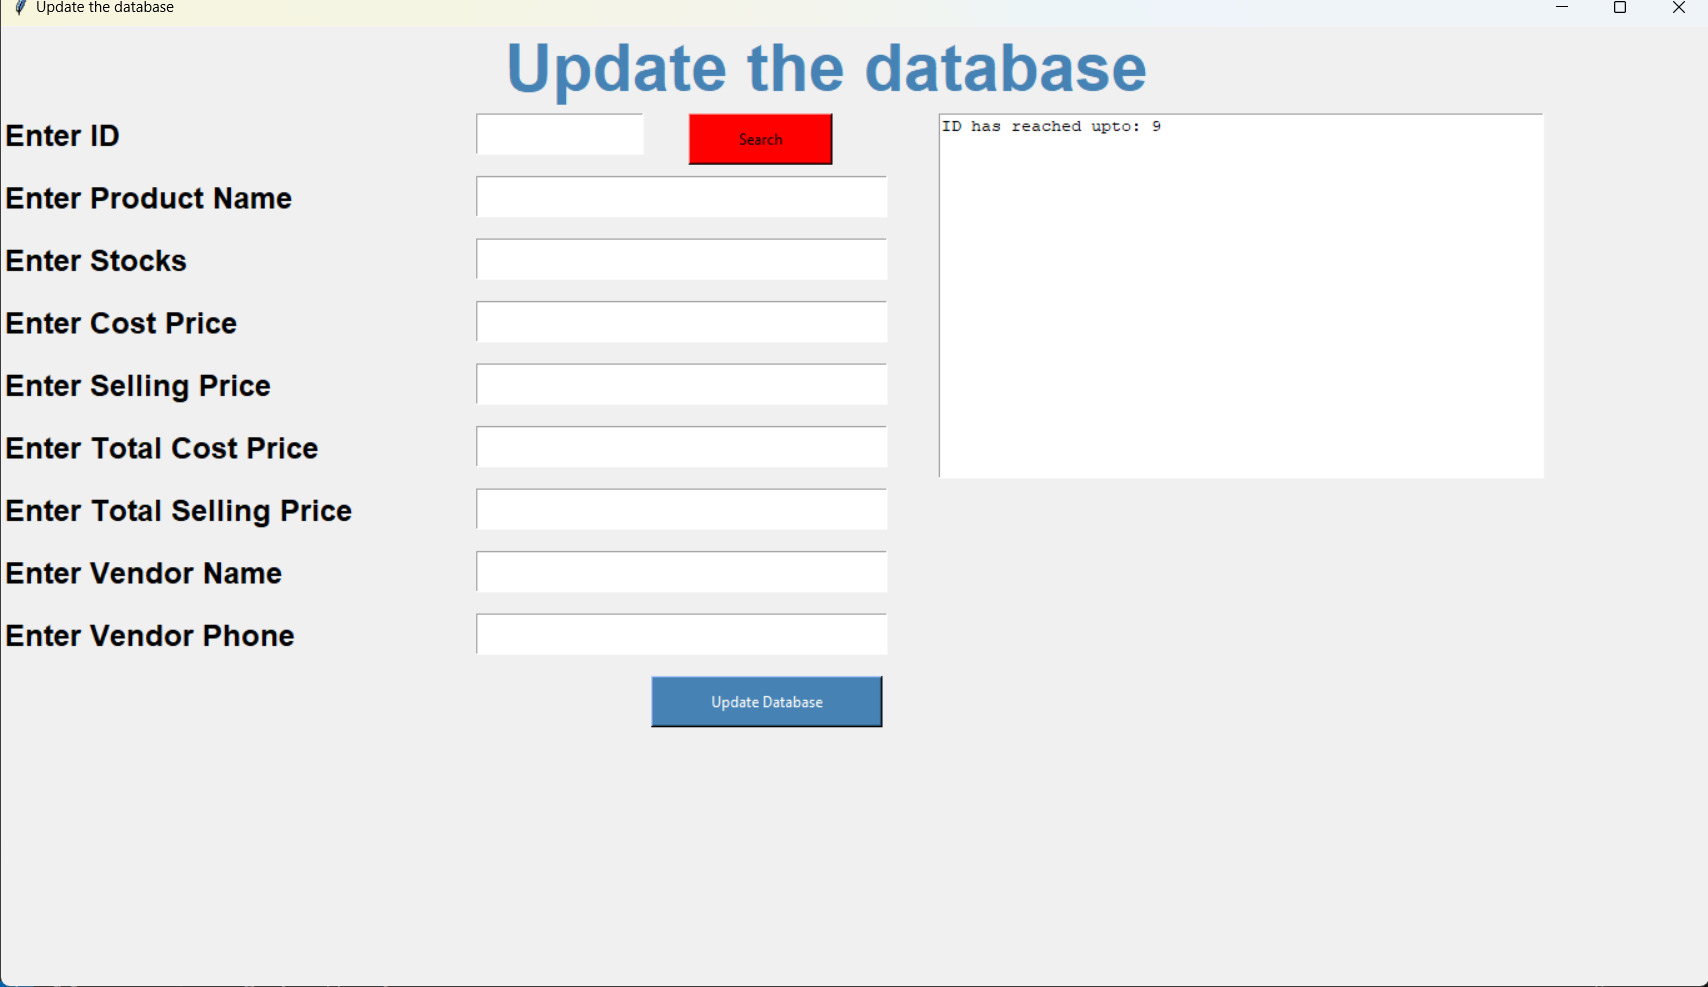 Update the database
Update the database
Enter ID
Search
ID has reached upto: 9
Enter Product Name
Enter Stocks
Enter Cost Price
Enter Selling Price
Enter Total Cost Price
Enter Total Selling Price
Enter Vendor Name
Enter Vendor Phone
Update Database